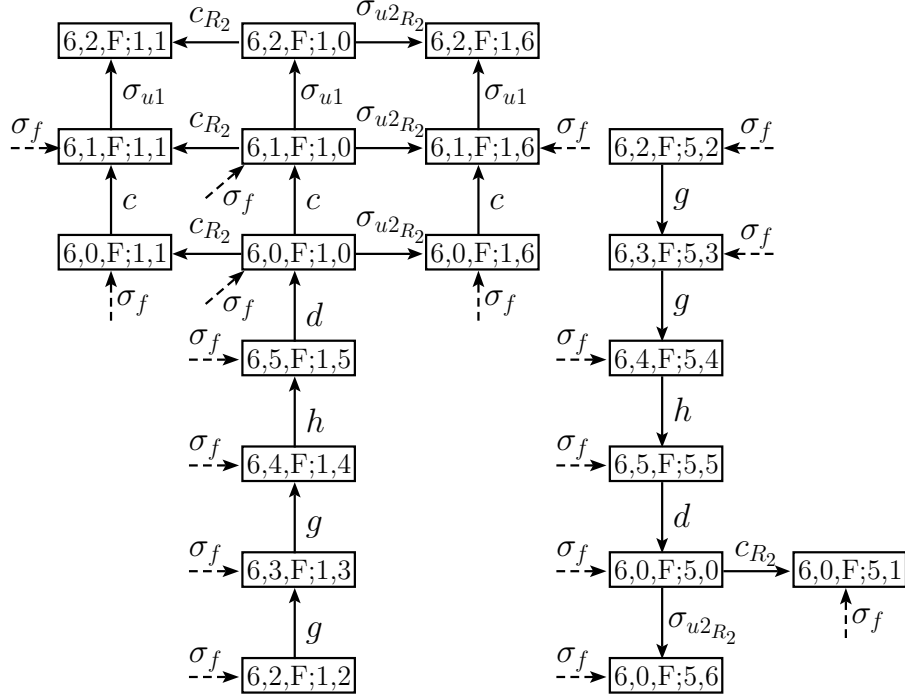 c_{R_2} σ_{u2_{R_2}}
6,2,F;1,1 6,2,F;1,0 6,2,F;1,6
σ_{u1} σ_{u1} σ_{u1}
σ_f c_{R_2} σ_{u2_{R_2}} σ_f σ_f
6,1,F;1,1 6,1,F;1,0 6,1,F;1,6 6,2,F;5,2
c σ_f c c g
c_{R_2} σ_{u2_{R_2}} σ_f
6,0,F;1,1 6,0,F;1,0 6,0,F;1,6 6,3,F;5,3
σ_f σ_f d σ_f g
σ_f σ_f
6,5,F;1,5 6,4,F;5,4
h h
σ_f σ_f
6,4,F;1,4 6,5,F;5,5
g d
σ_f σ_f c_{R_2}
6,3,F;1,3 6,0,F;5,0 6,0,F;5,1
g σ_{u2_{R_2}} σ_f
σ_f σ_f
6,2,F;1,2 6,0,F;5,6